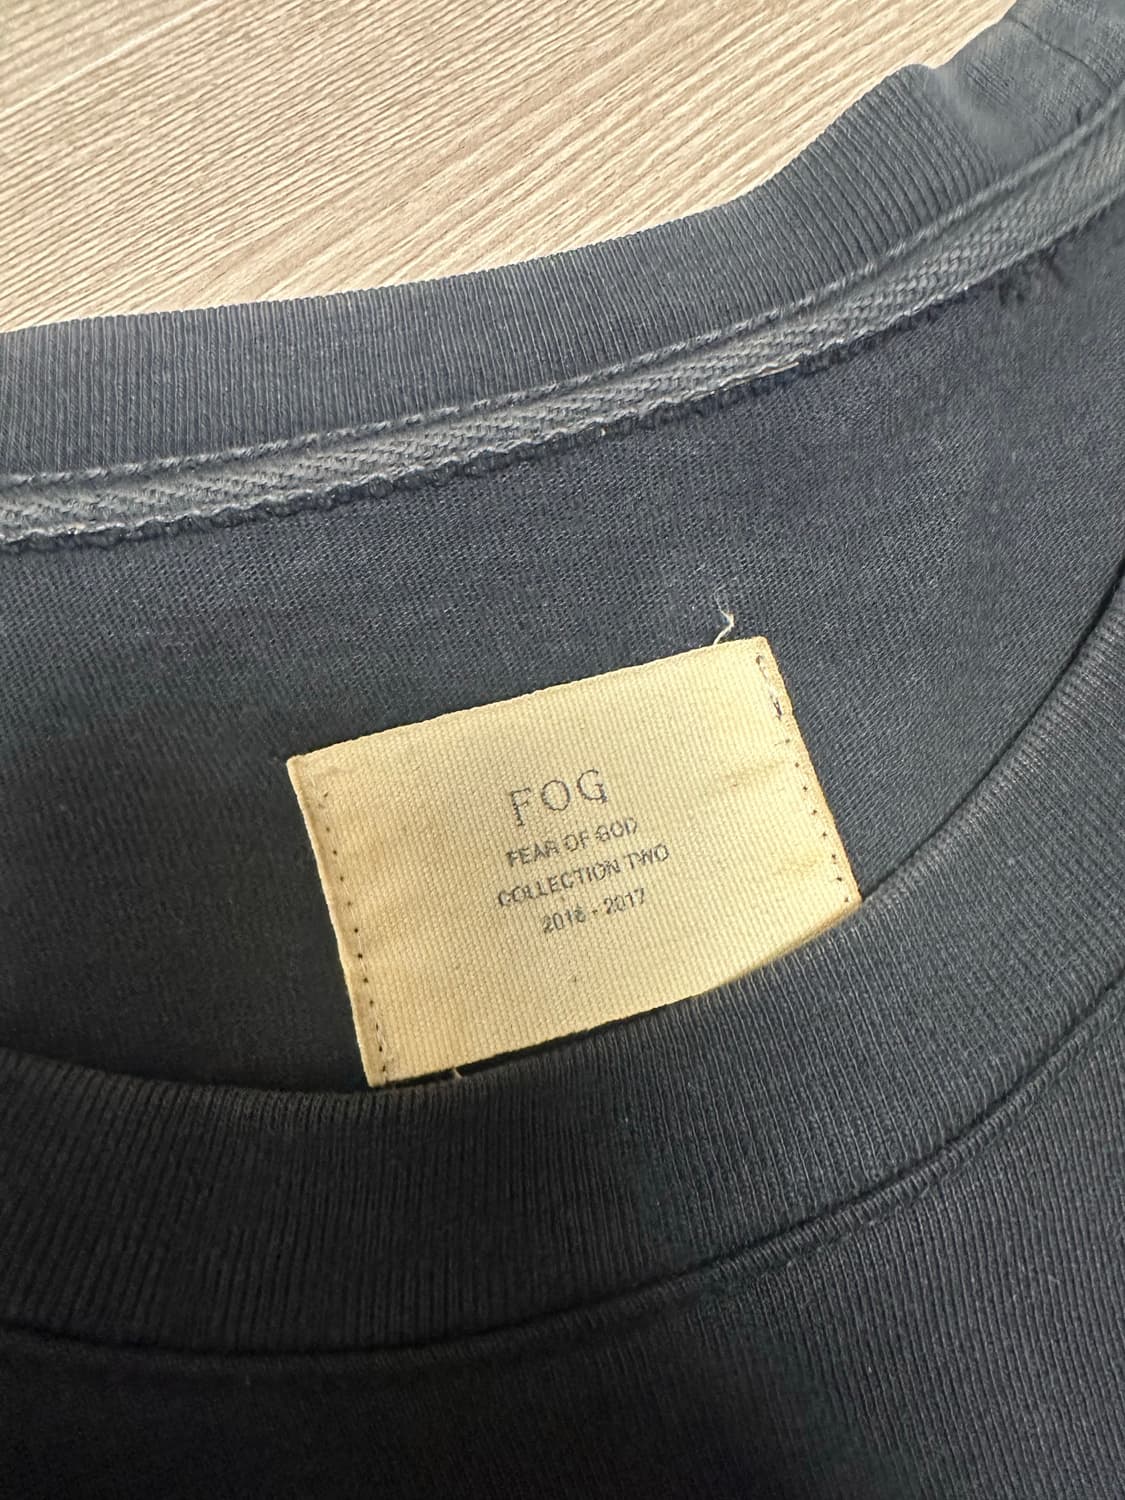 FOG
FEAR OF GOD
COLLECTION TWO
2016 - 2017